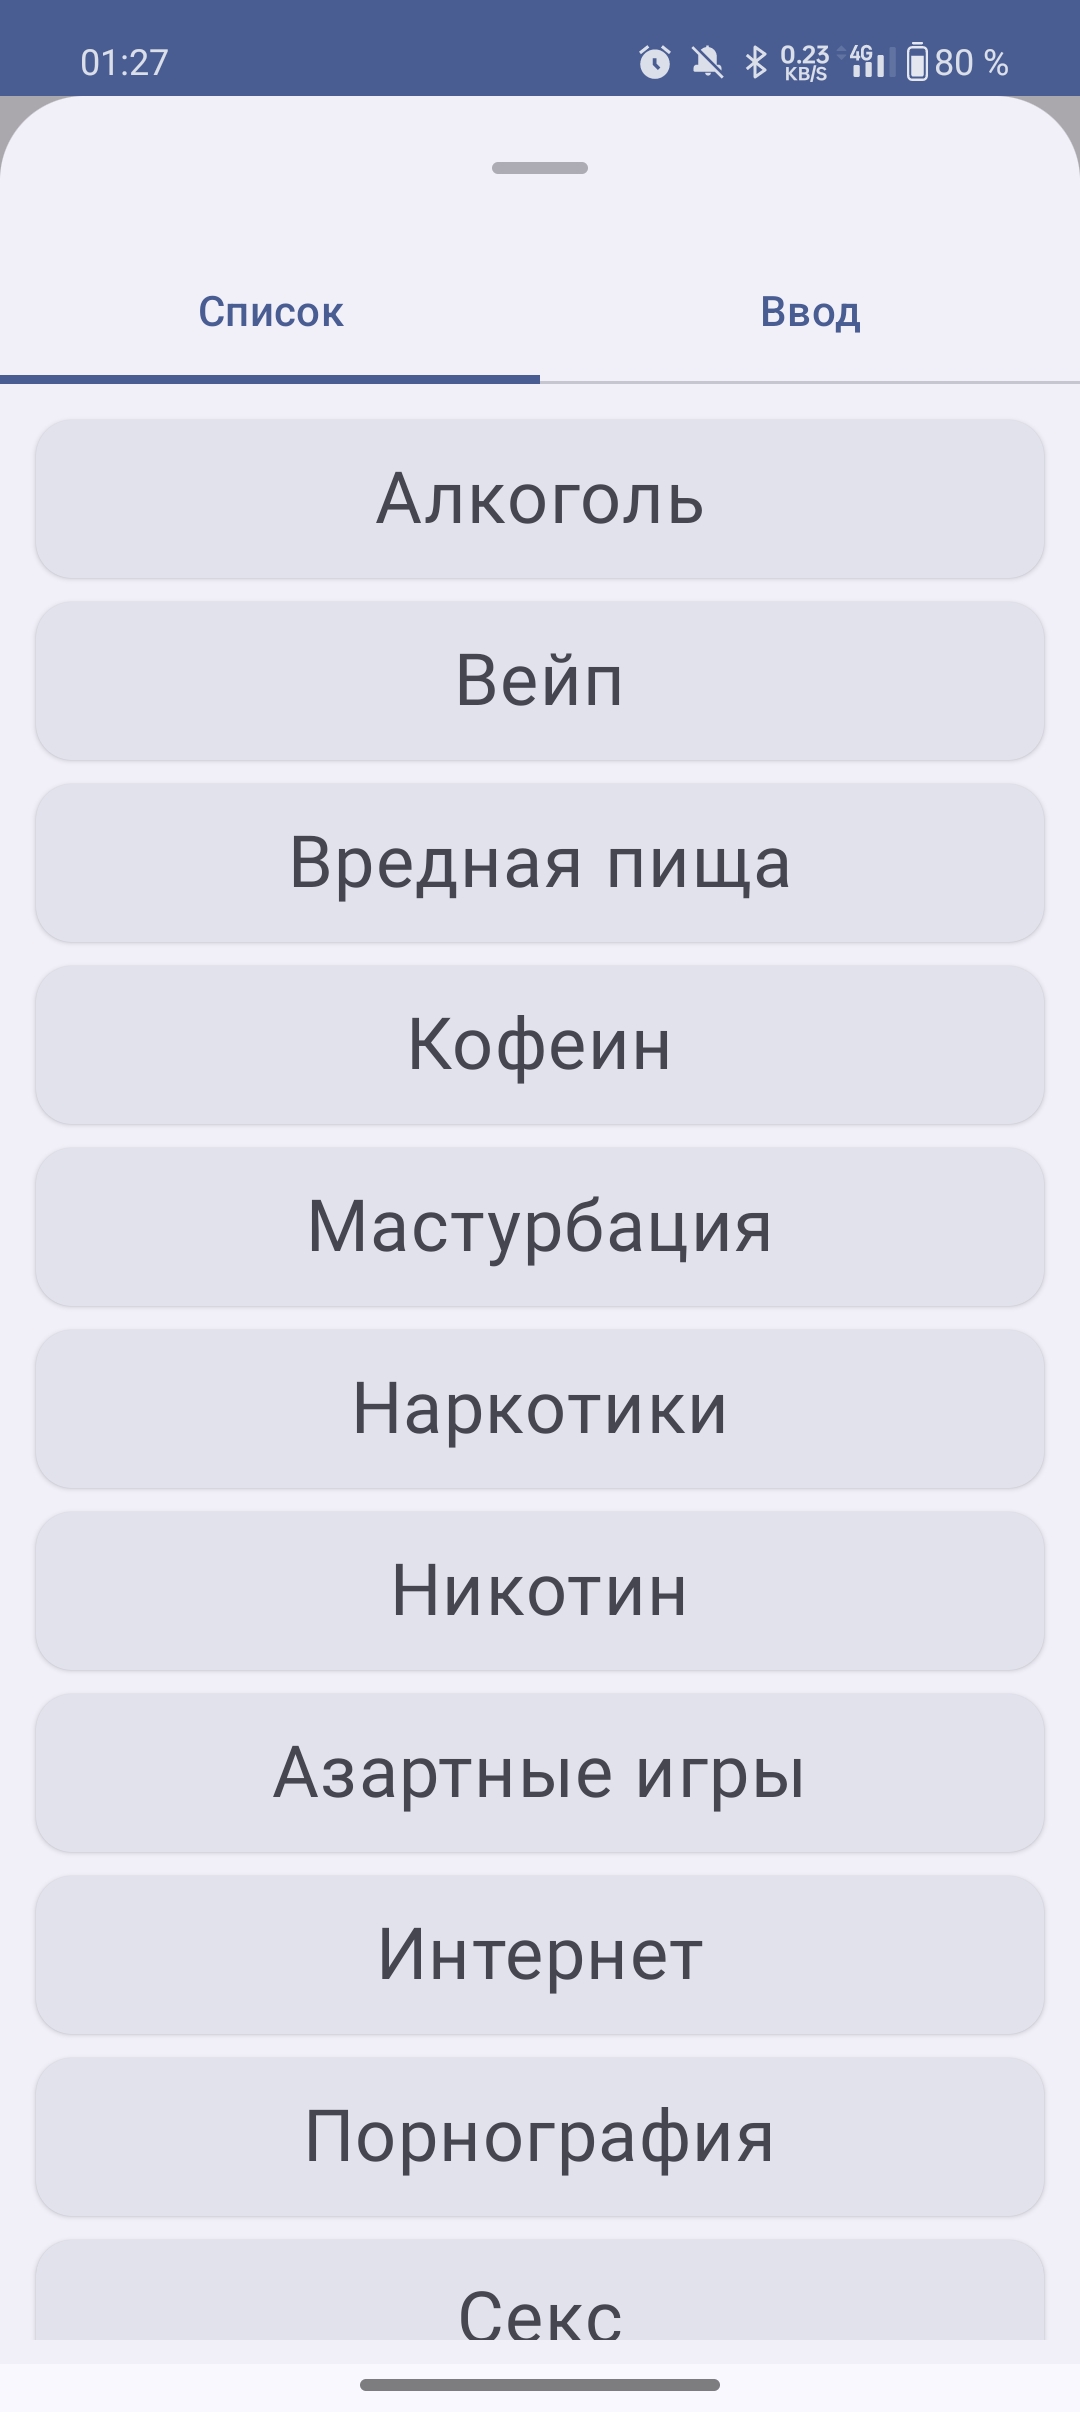 01:27
0.23 KB/S 4G 80 %
Список
Ввод
Алкоголь
Вейп
Вредная пища
Кофеин
Мастурбация
Наркотики
Никотин
Азартные игры
Интернет
Порнография
Секс